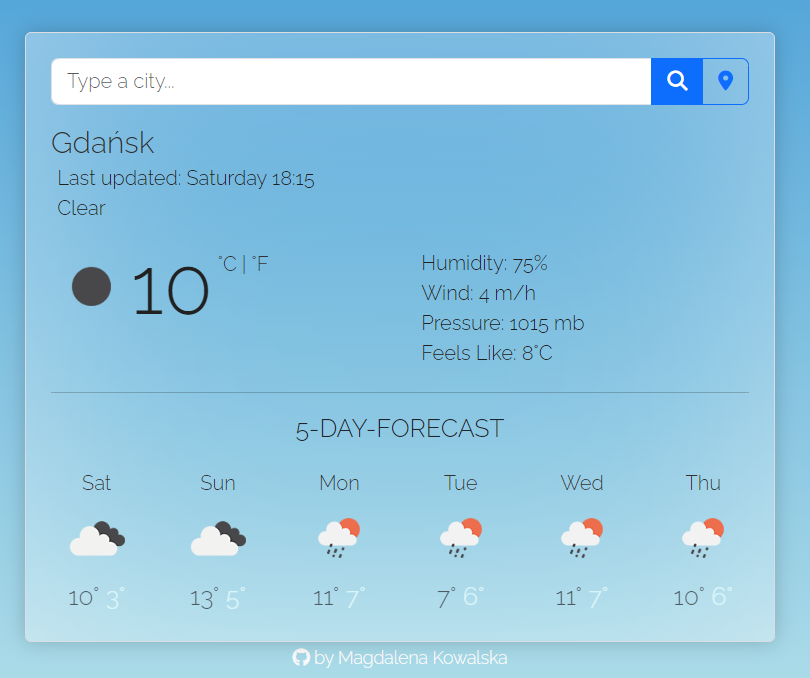 Type a city...
Gdańsk
Last updated: Saturday 18:15
Clear
10 °C | °F
Humidity: 75%
Wind: 4 m/h
Pressure: 1015 mb
Feels Like: 8°C
5-DAY-FORECAST
Sat Sun Mon Tue Wed Thu
10° 3° 13° 5° 11° 7° 7° 6° 11° 7° 10° 6°
by Magdalena Kowalska